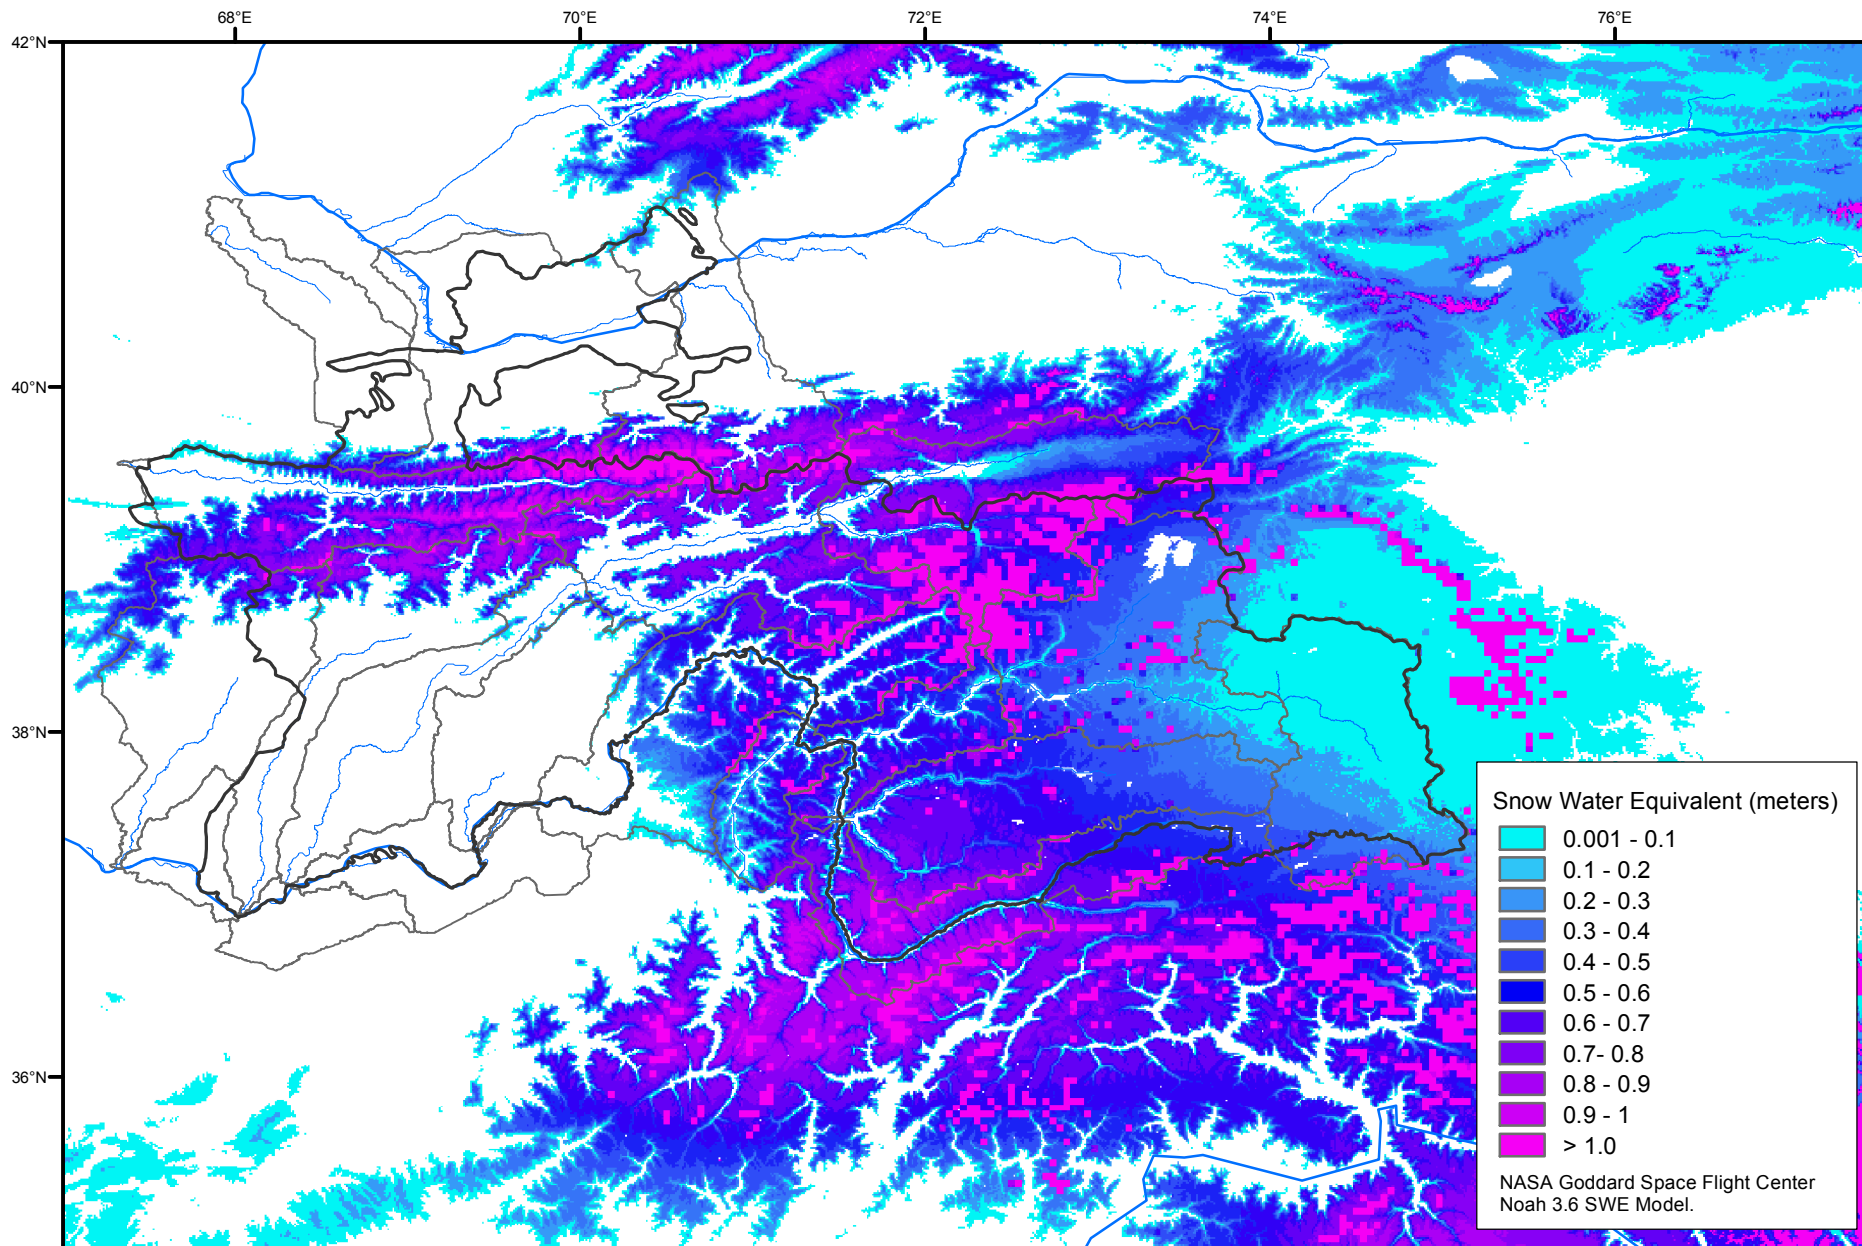 68°E
70°E
72°E
74°E
76°E
42°N
40°N
38°N
36°N
Snow Water Equivalent (meters)
0.001 - 0.1
0.1 - 0.2
0.2 - 0.3
0.3 - 0.4
0.4 - 0.5
0.5 - 0.6
0.6 - 0.7
0.7- 0.8
0.8 - 0.9
0.9 - 1
> 1.0
NASA Goddard Space Flight Center
Noah 3.6 SWE Model.